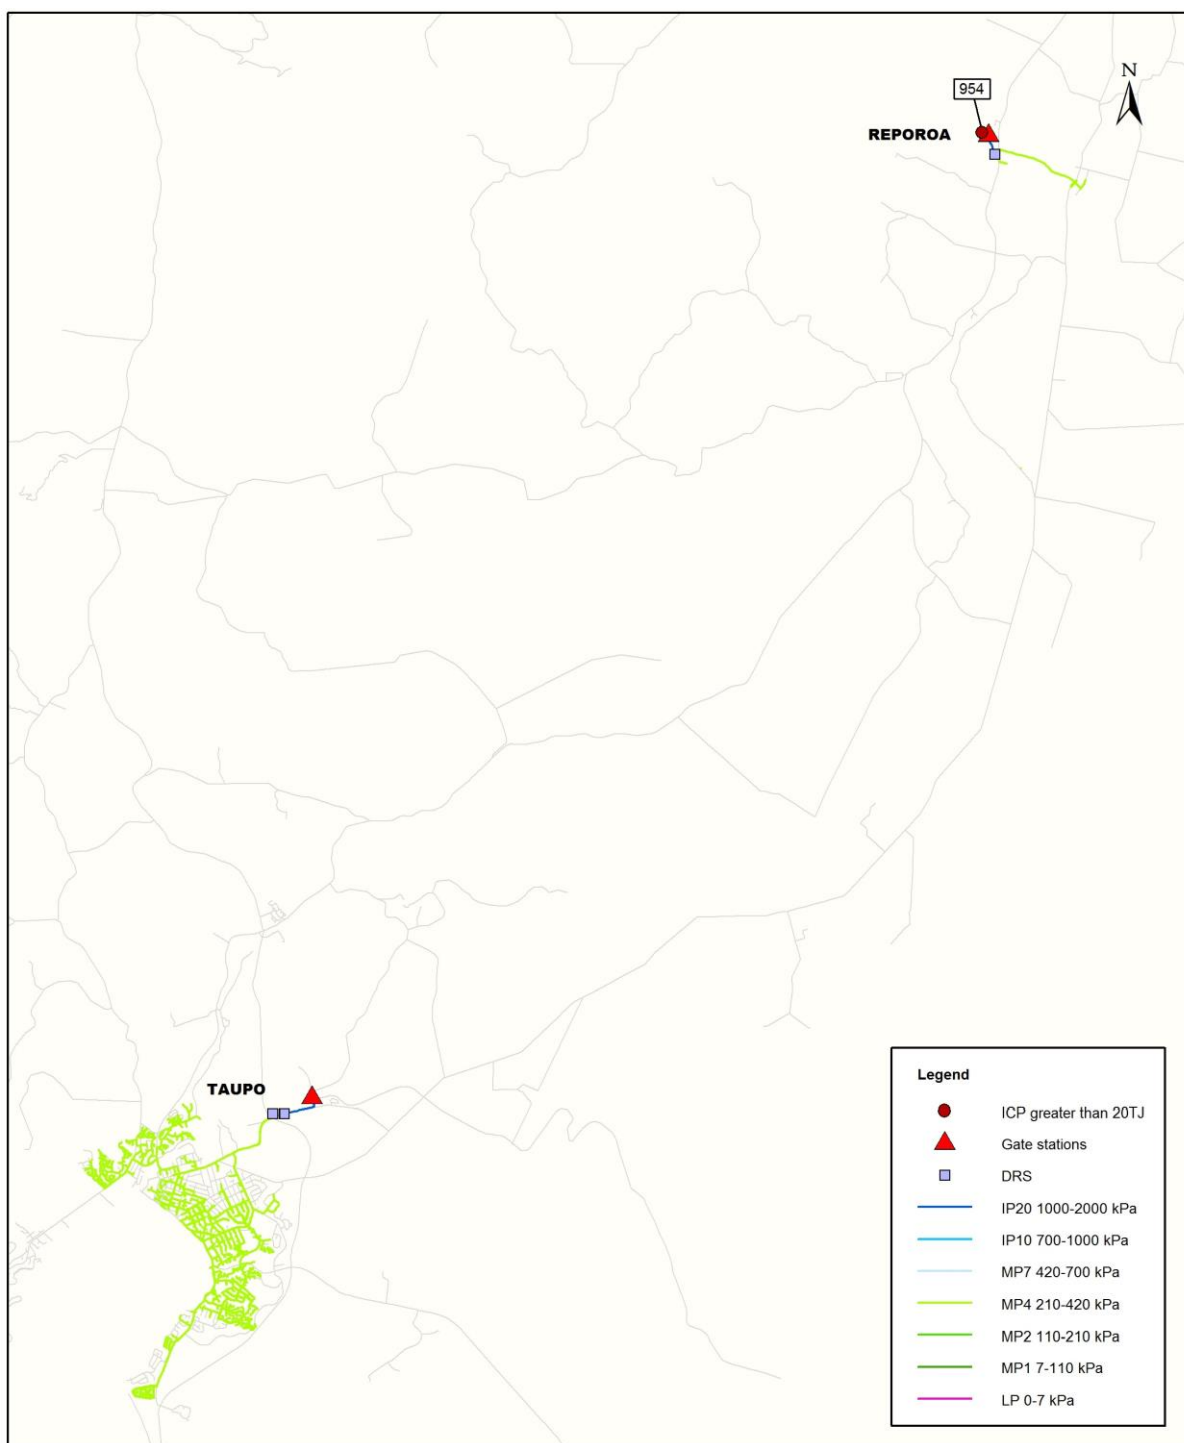 N
954
REPOROA
TAUPO
Legend
ICP greater than 20TJ
Gate stations
DRS
IP20 1000-2000 kPa
IP10 700-1000 kPa
MP7 420-700 kPa
MP4 210-420 kPa
MP2 110-210 kPa
MP1 7-110 kPa
LP 0-7 kPa